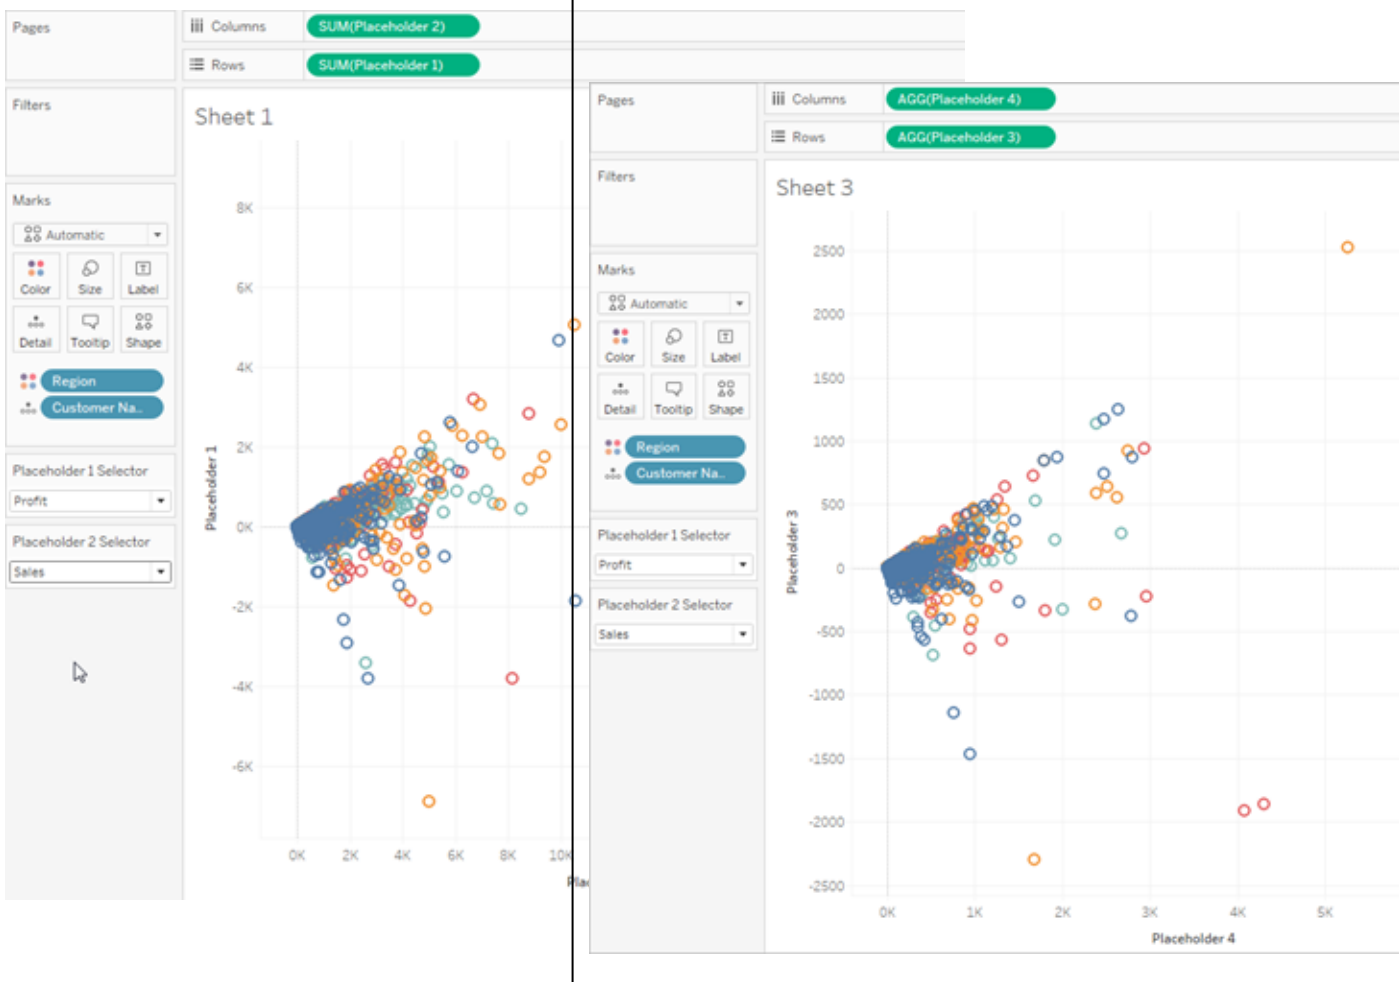 Pages
Columns
SUM(Placeholder 2)
Rows
SUM(Placeholder 1)
Filters
Sheet 1
Marks
Automatic
Color Size Label
Detail Tooltip Shape
Region
Customer Na..
Placeholder 1 Selector
Profit
Placeholder 2 Selector
Sales
Placeholder 1
8K
6K
4K
2K
0K
-2K
-4K
-6K
0K 2K 4K 6K 8K 10K
Plac
Pages
Columns
AGG(Placeholder 4)
Rows
AGG(Placeholder 3)
Filters
Sheet 3
Marks
Automatic
Color Size Label
Detail Tooltip Shape
Region
Customer Na..
Placeholder 1 Selector
Profit
Placeholder 2 Selector
Sales
Placeholder 3
2500
2000
1500
1000
500
0
-500
-1000
-1500
-2000
-2500
0K 1K 2K 3K 4K 5K
Placeholder 4